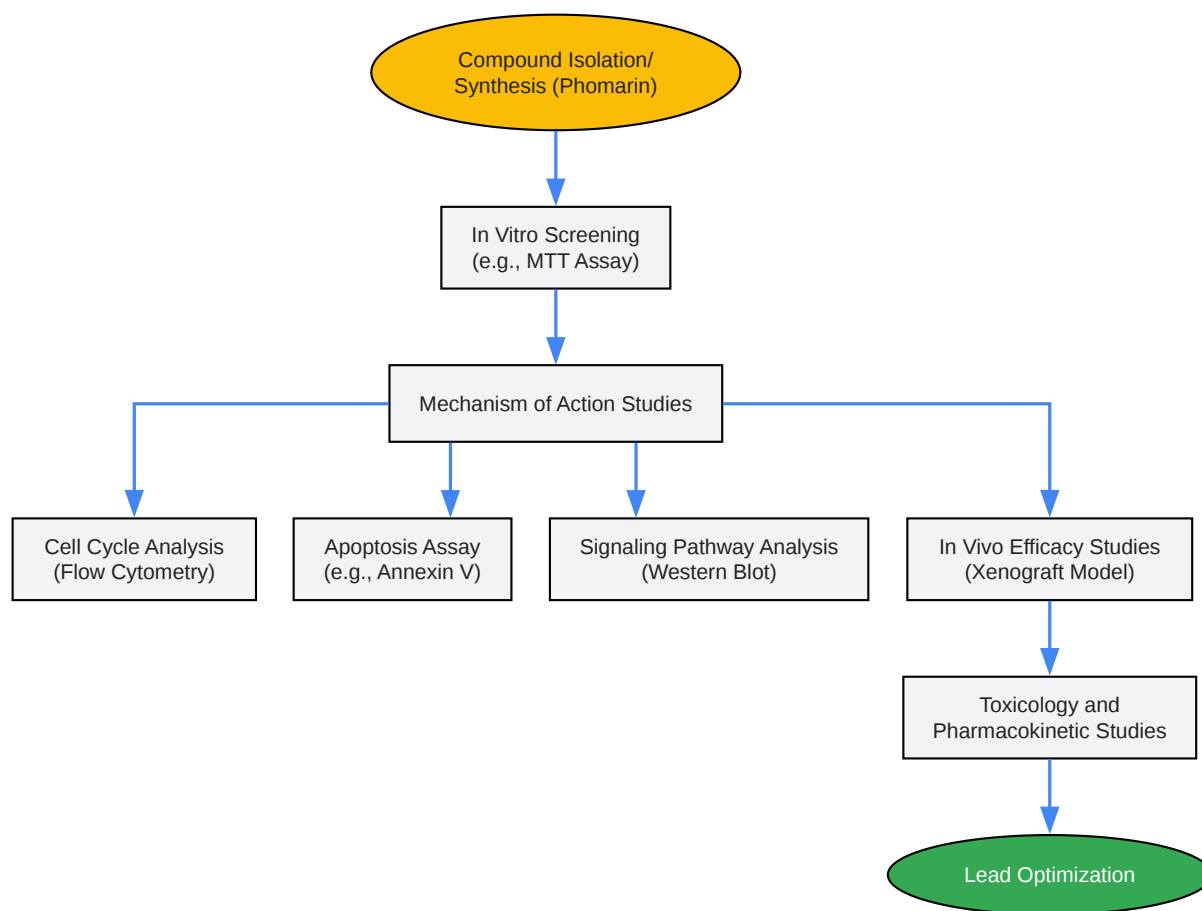 Compound Isolation/
Synthesis (Phomarin)
In Vitro Screening
(e.g., MTT Assay)
Mechanism of Action Studies
Cell Cycle Analysis
(Flow Cytometry)
Apoptosis Assay
(e.g., Annexin V)
Signaling Pathway Analysis
(Western Blot)
In Vivo Efficacy Studies
(Xenograft Model)
Toxicology and
Pharmacokinetic Studies
Lead Optimization